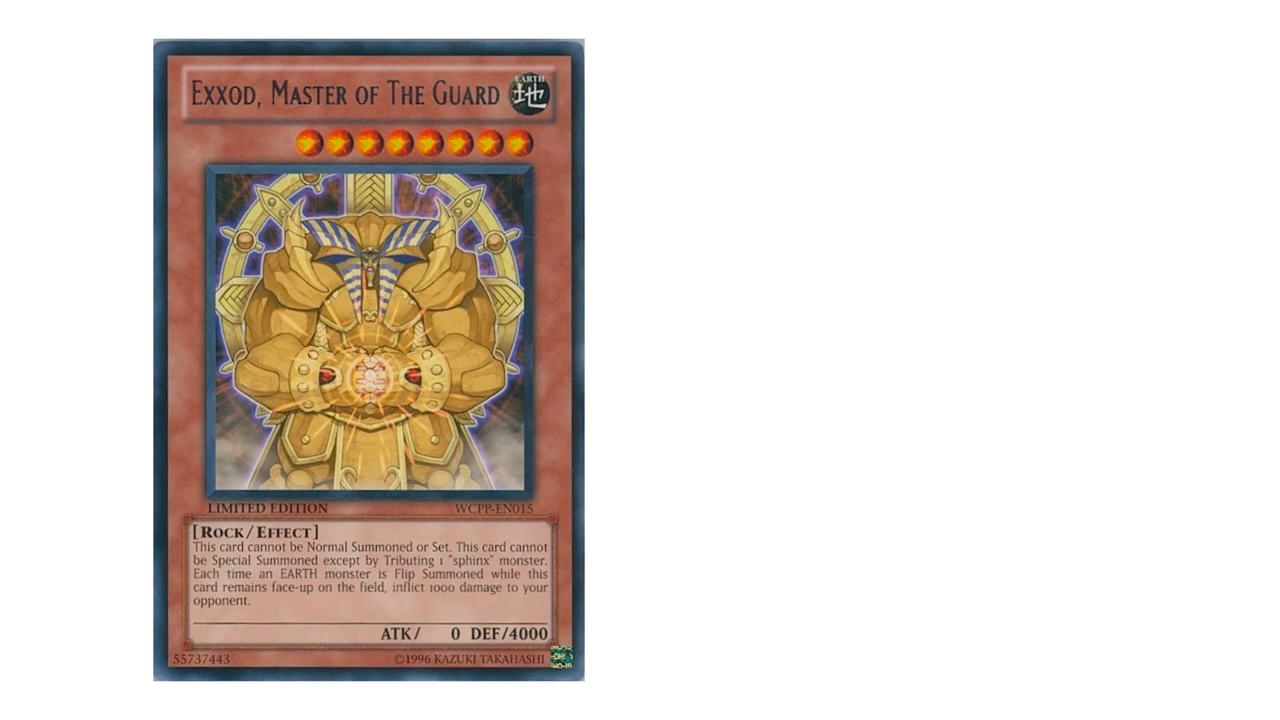 EXXOD, MASTER OF THE GUARD
EARTH
地
LIMITED EDITION WCPP-EN015
[ROCK/EFFECT]
This card cannot be Normal Summoned or Set. This card cannot
be Special Summoned except by Tributing 1 "sphinx" monster.
Each time an EARTH monster is Flip Summoned while this
card remains face-up on the field, inflict 1000 damage to your
opponent.
ATK/ 0 DEF/4000
55737443 ©1996 KAZUKI TAKAHASHI